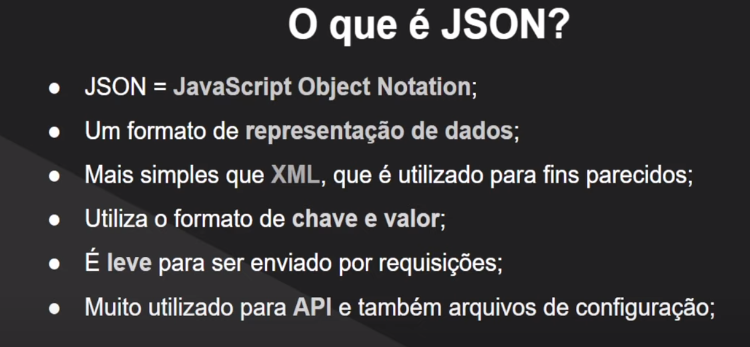 O que é JSON?
● JSON = JavaScript Object Notation;
● Um formato de representação de dados;
● Mais simples que XML, que é utilizado para fins parecidos;
● Utiliza o formato de chave e valor;
● É leve para ser enviado por requisições;
● Muito utilizado para API e também arquivos de configuração;